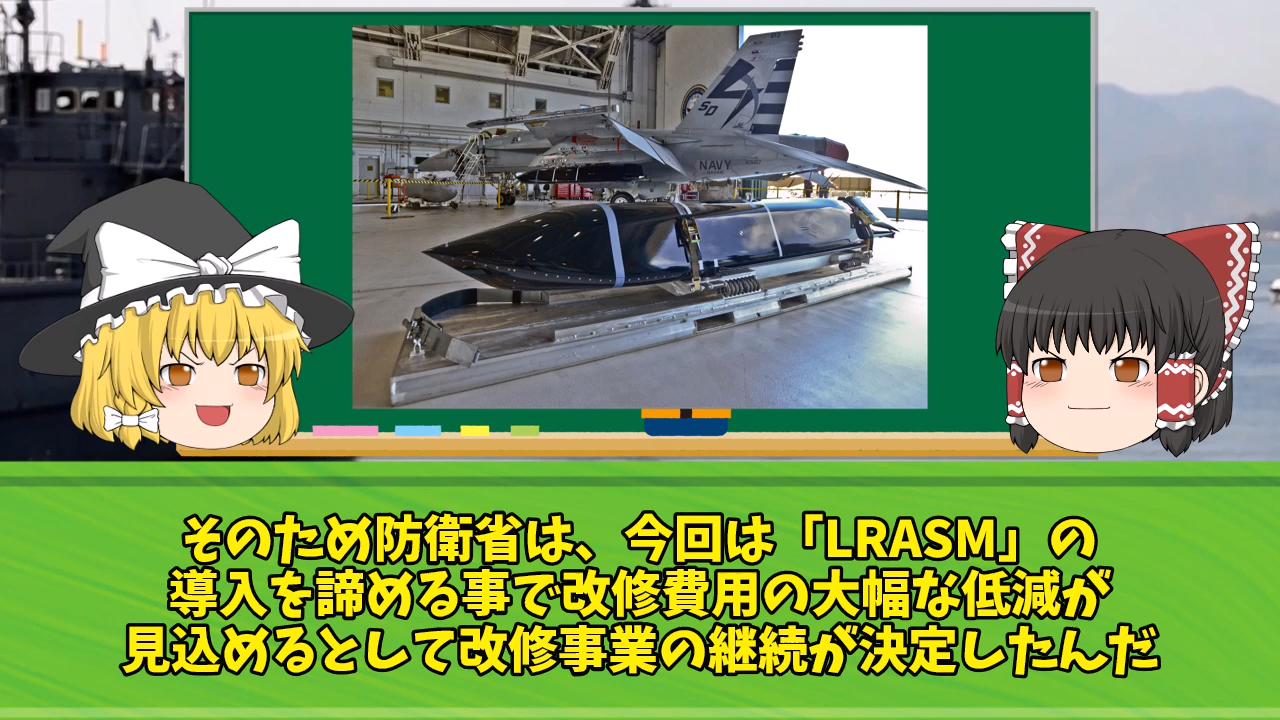 SD
NAVY
そのため防衛省は、今回は「LRASM」の
導入を諦める事で改修費用の大幅な低減が
見込めるとして改修事業の継続が決定したんだ